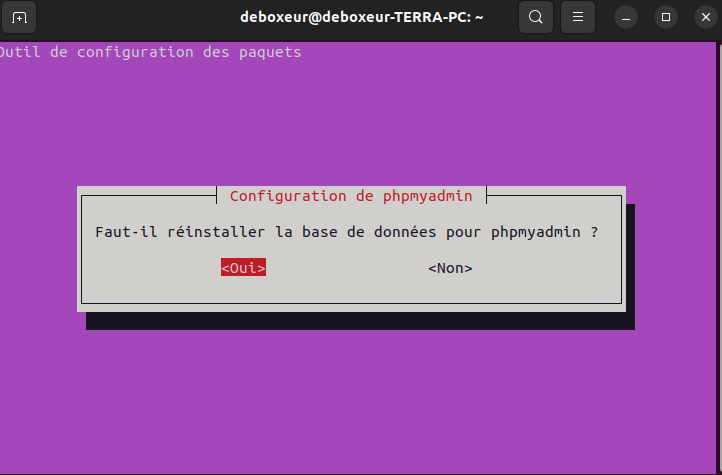 deboxeur@deboxeur-TERRA-PC: ~
Outil de configuration des paquets
Configuration de phpmyadmin
Faut-il réinstaller la base de données pour phpmyadmin ?
<Oui> <Non>